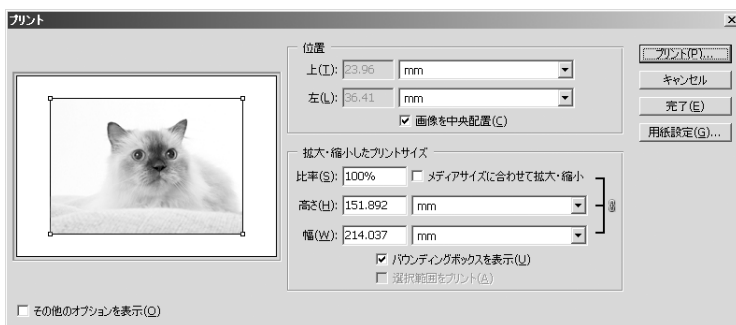 プリント
位置
上(T): 23.96 mm
左(L): 36.41 mm
画像を中央配置(C)
拡大・縮小したプリントサイズ
比率(S): 100% メディアサイズに合わせて拡大・縮小
高さ(H): 151.892 mm
幅(W): 214.037 mm
バウンディングボックスを表示(U)
選択範囲をプリント(A)
プリント(P)...
キャンセル
完了(E)
用紙設定(G)...
その他のオプションを表示(O)